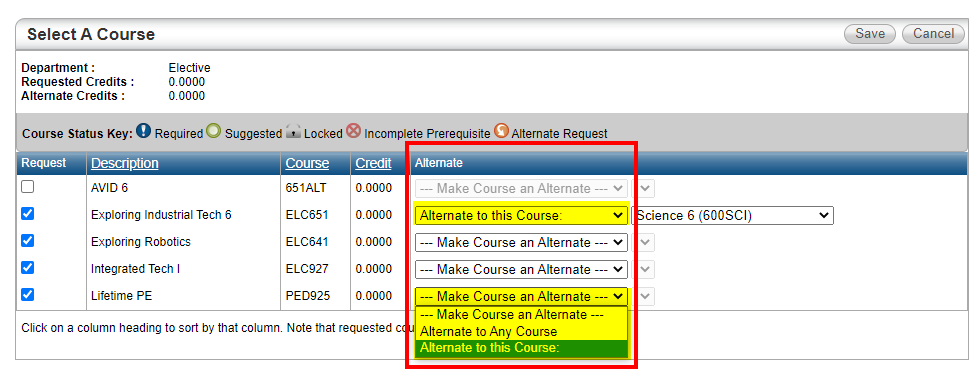 Select A Course Save Cancel
Department : Elective
Requested Credits : 0.0000
Alternate Credits : 0.0000
Course Status Key: Required Suggested Locked Incomplete Prerequisite Alternate Request
Request Description Course Credit Alternate
AVID 6 651ALT 0.0000 --- Make Course an Alternate ---
Exploring Industrial Tech 6 ELC651 0.0000 Alternate to this Course: Science 6 (600SCI)
Exploring Robotics ELC641 0.0000 --- Make Course an Alternate ---
Integrated Tech I ELC927 0.0000 --- Make Course an Alternate ---
Lifetime PE PED925 0.0000 --- Make Course an Alternate ---
--- Make Course an Alternate ---
Alternate to Any Course
Alternate to this Course:
Click on a column heading to sort by that column. Note that requested